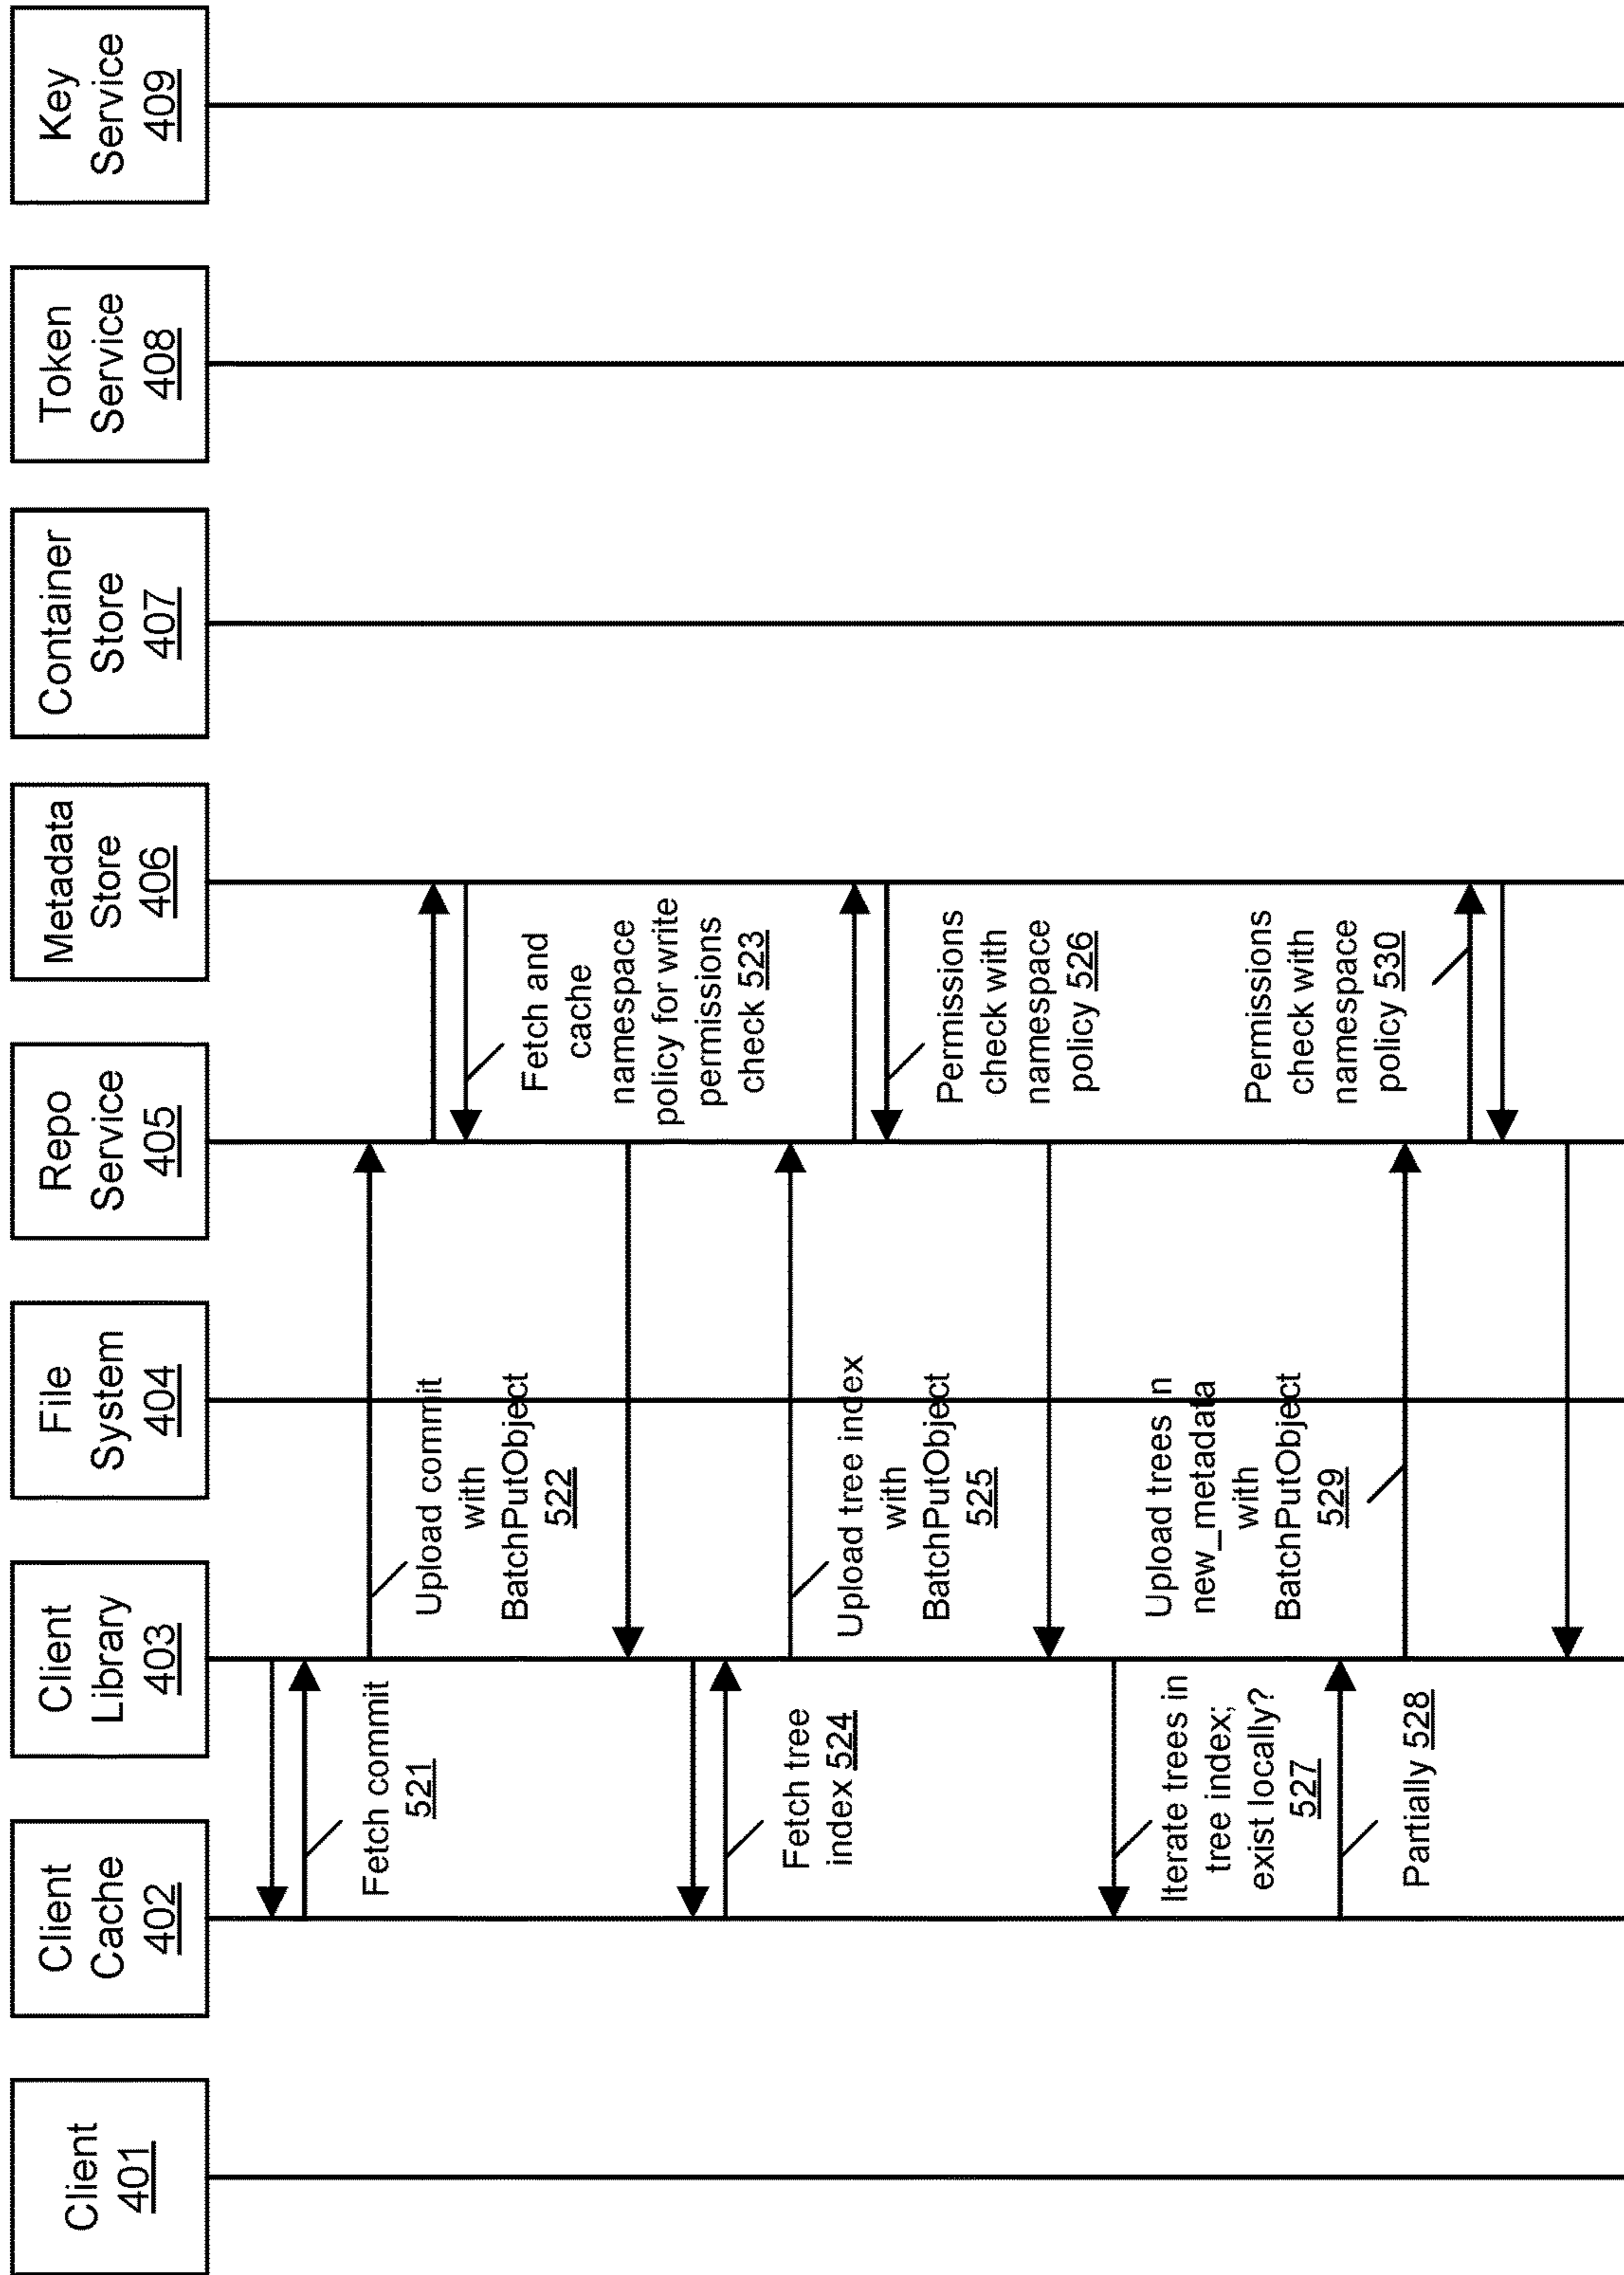 Client
401
Client
Cache
402
Client
Library
403
File
System
404
Repo
Service
405
Metadata
Store
406
Container
Store
407
Token
Service
408
Key
Service
409
Fetch commit
521
Upload commit
with
BatchPutObject
522
Fetch and
cache
namespace
policy for write
permissions
check 523
Fetch tree
index 524
Upload tree index
with
BatchPutObject
525
Permissions
check with
namespace
policy 526
Iterate trees in
tree index;
exist locally?
527
Partially 528
Upload trees n
new_metadata
with
BatchPutObject
529
Permissions
check with
namespace
policy 530